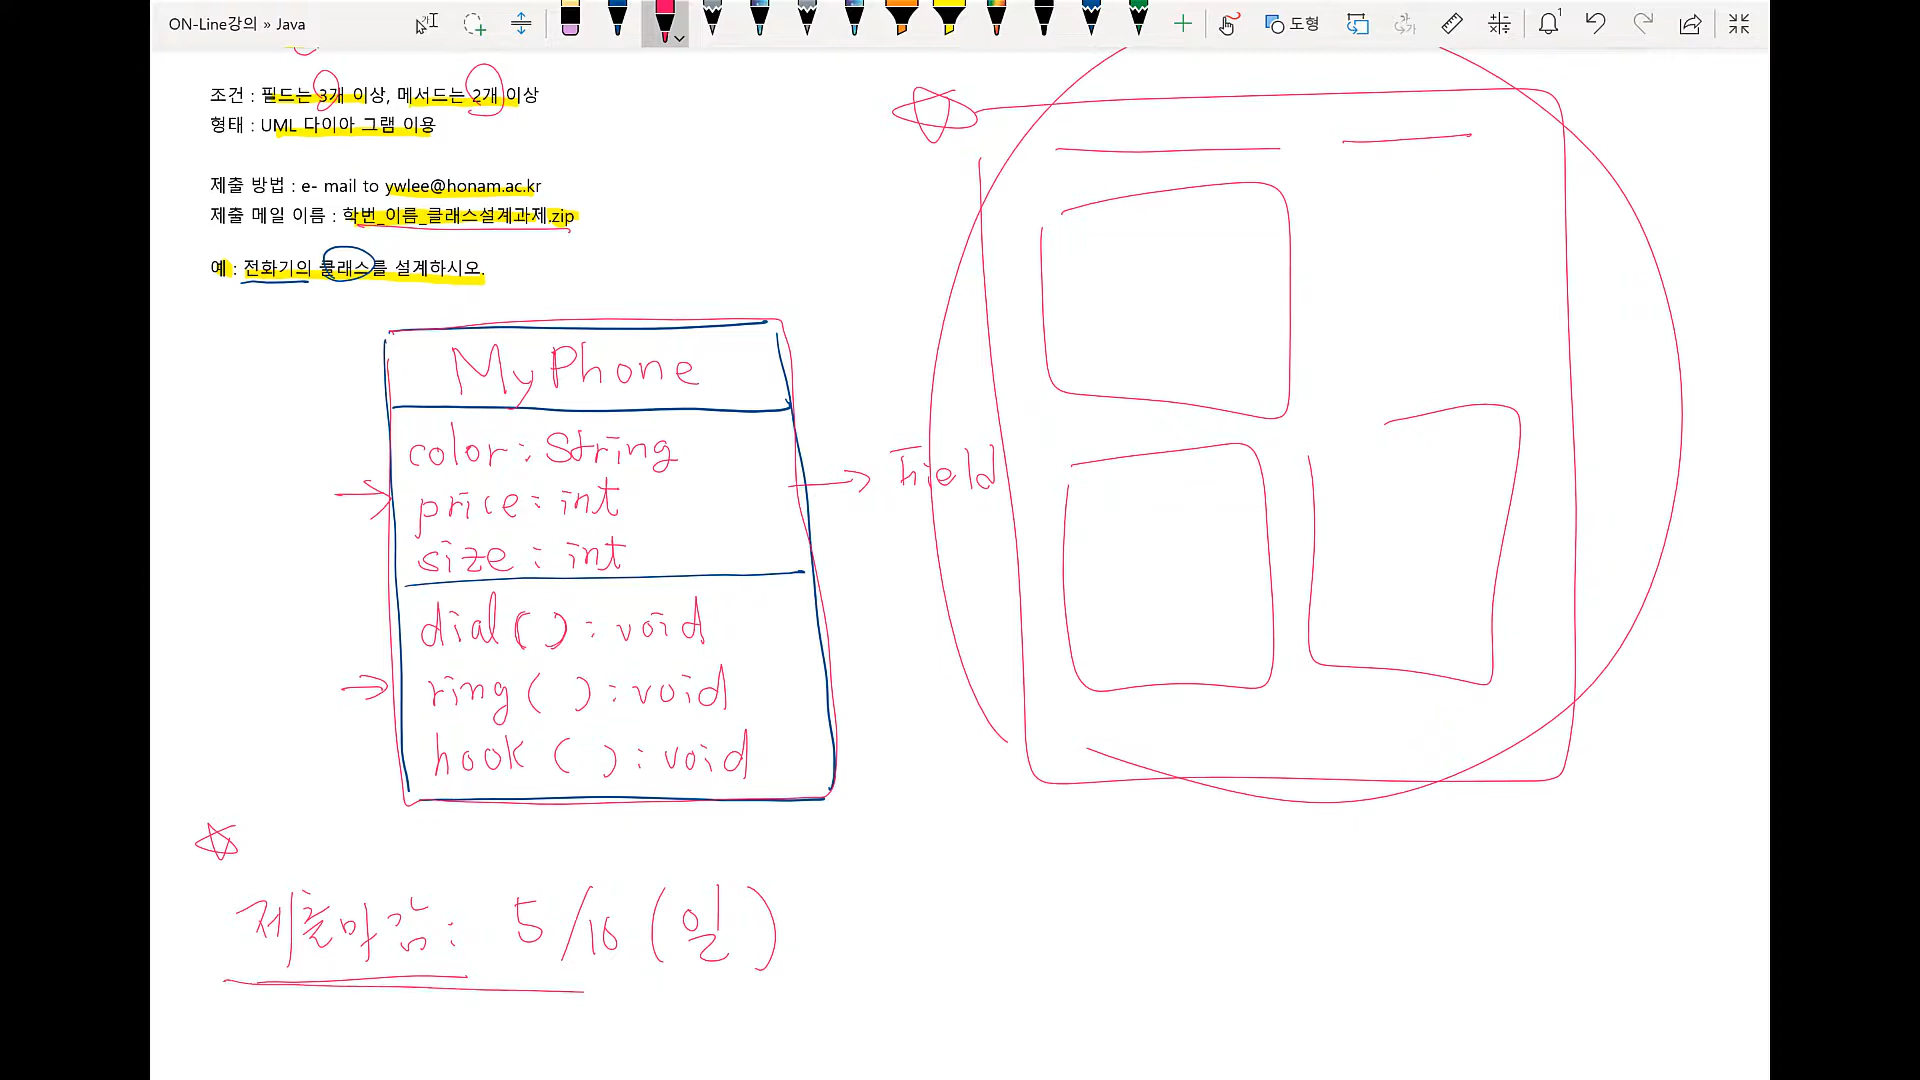 ON-Line강의 » Java
도형
조건 : 필드는 3개 이상, 메서드는 2개 이상
형태 : UML 다이아 그램 이용
제출 방법 : e- mail to ywlee@honam.ac.kr
제출 메일 이름 : 학번_이름_클래스설계과제.zip
예 : 전화기의 클래스를 설계하시오.
MyPhone
color : String
price : int
size : int
Field
dial( ) : void
ring( ) : void
hook ( ) : void
제출마감 : 5/16 (일)